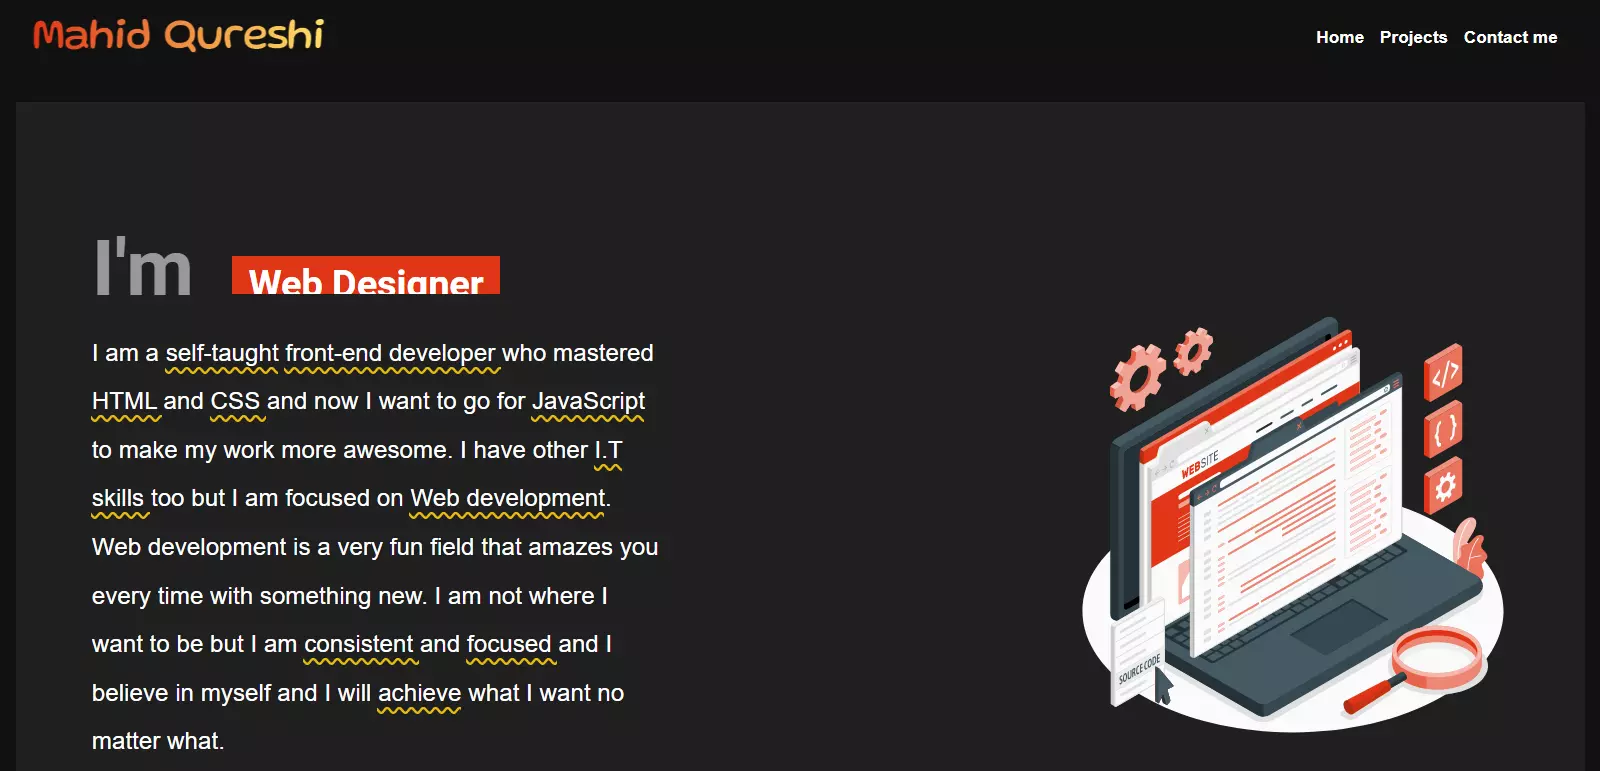 Mahid Qureshi
Home Projects Contact me
I'm Web Designer
I am a self-taught front-end developer who mastered
HTML and CSS and now I want to go for JavaScript
to make my work more awesome. I have other I.T
skills too but I am focused on Web development.
Web development is a very fun field that amazes you
every time with something new. I am not where I
want to be but I am consistent and focused and I
believe in myself and I will achieve what I want no
matter what.
WEBSITE
</>
{ }
SOURCE CODE